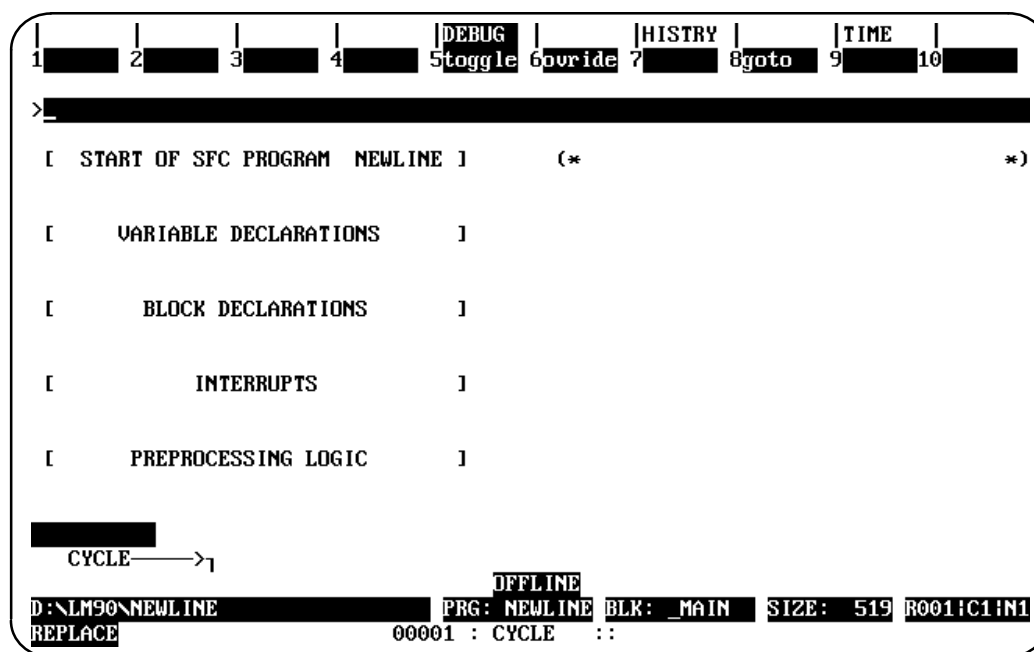 |       |       |       |       |DEBUG  |       |HISTRY |       |TIME   |
1       2       3       4       5toggle 6ovride 7       8goto   9       10
>_
[  START OF SFC PROGRAM  NEWLINE ]       (*                                  *)
[     VARIABLE DECLARATIONS      ]
[       BLOCK DECLARATIONS       ]
[           INTERRUPTS           ]
[      PREPROCESSING LOGIC       ]
CYCLE────>┐
OFFLINE
D:\LM90\NEWLINE PRG: NEWLINE BLK: _MAIN SIZE: 519 R001¦C1¦N1
REPLACE 00001 : CYCLE ::